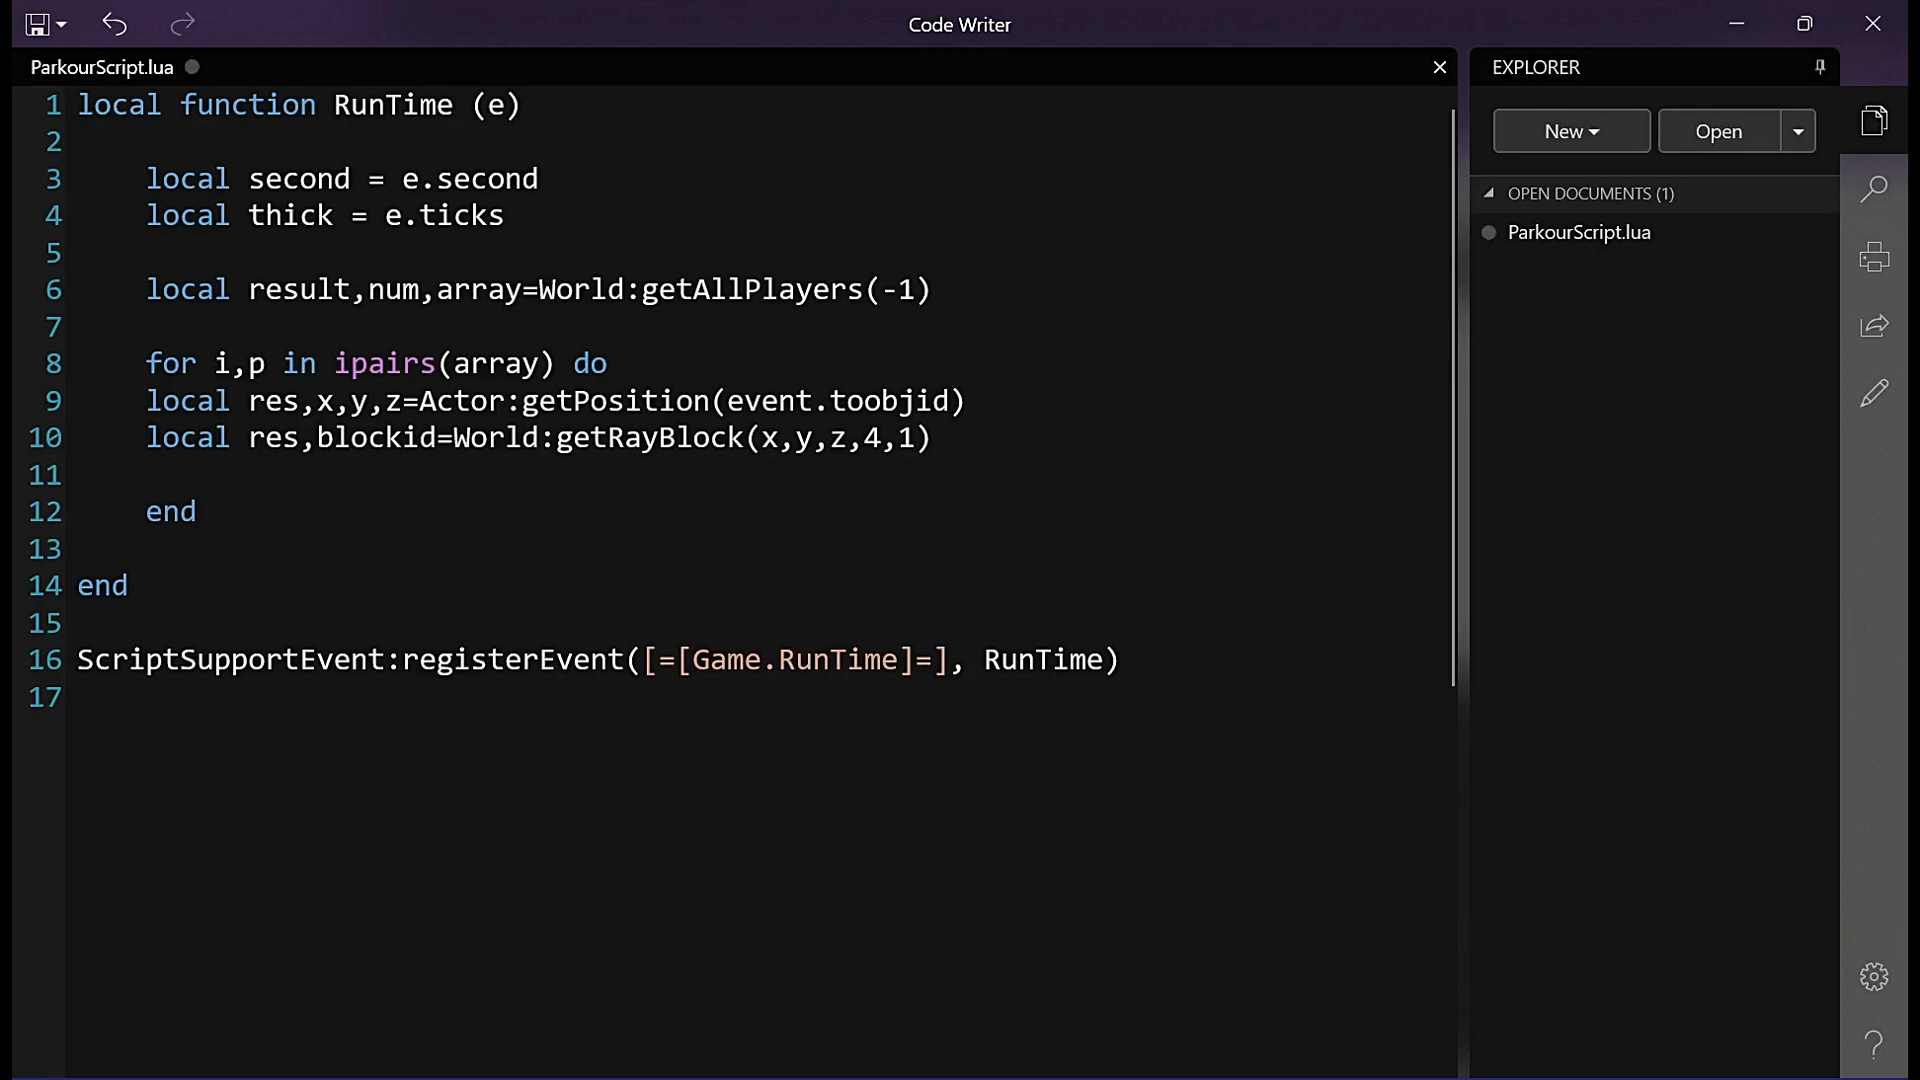 Code Writer
ParkourScript.lua
EXPLORER
New
Open
OPEN DOCUMENTS (1)
ParkourScript.lua
1 local function RunTime (e)
2
3 local second = e.second
4 local thick = e.ticks
5
6 local result,num,array=World:getAllPlayers(-1)
7
8 for i,p in ipairs(array) do
9 local res,x,y,z=Actor:getPosition(event.toobjid)
10 local res,blockid=World:getRayBlock(x,y,z,4,1)
11
12 end
13
14 end
15
16 ScriptSupportEvent:registerEvent([=[Game.RunTime]=], RunTime)
17